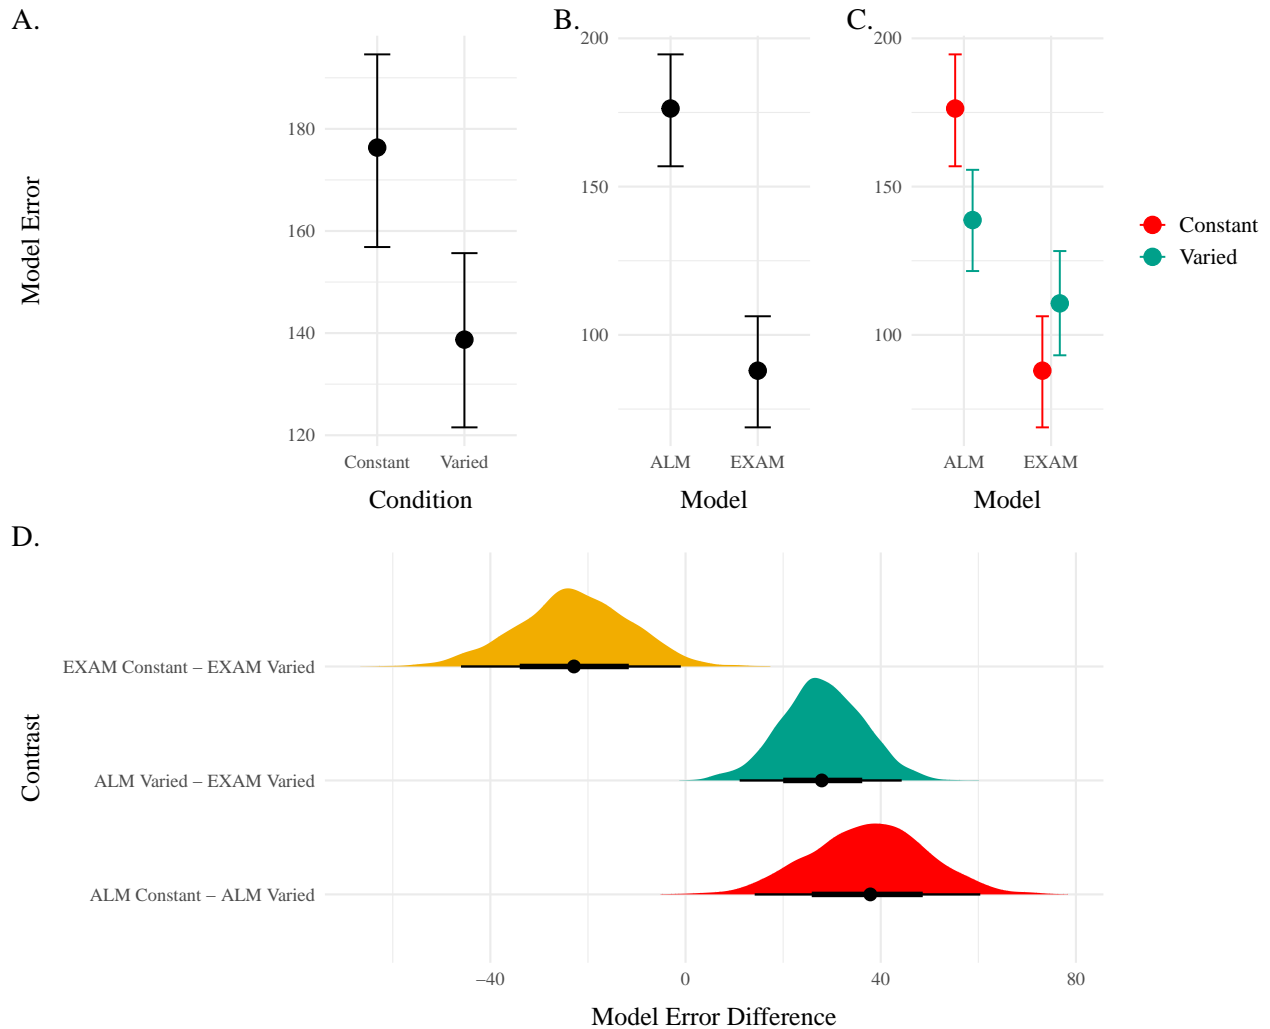 A.
B.
C.
Model Error
180
160
140
120
Constant
Varied
Condition
200
150
100
ALM
EXAM
Model
200
150
100
ALM
EXAM
Model
Constant
Varied
D.
Contrast
EXAM Constant − EXAM Varied
ALM Varied − EXAM Varied
ALM Constant − ALM Varied
−40
0
40
80
Model Error Difference